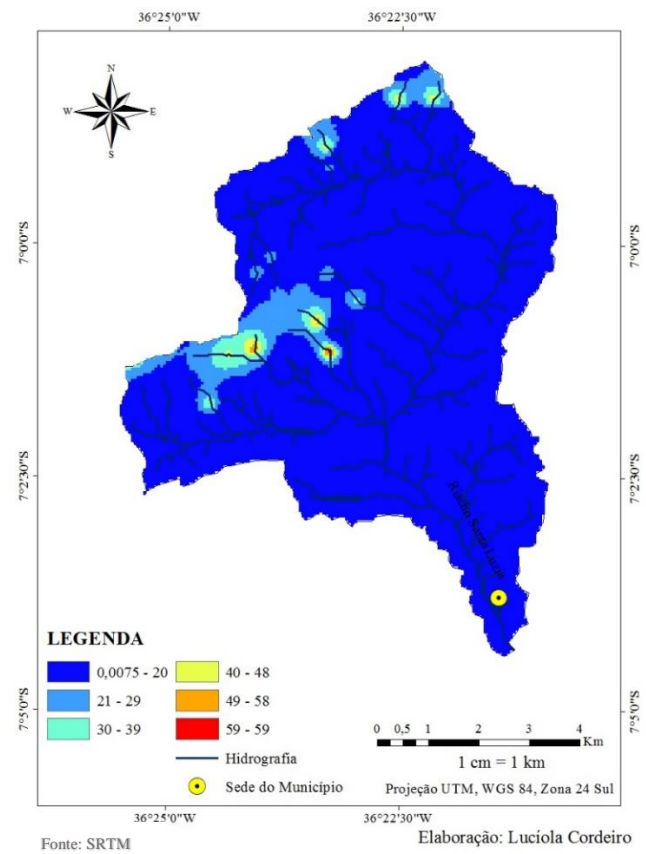 36°25'0"W 36°22'30"W
N
W E
S
7°0'0"S 7°0'0"S
7°2'30"S 7°2'30"S
Riacho Santa Luzia
LEGENDA
0,0075 - 20 40 - 48
21 - 29 49 - 58
30 - 39 59 - 59
Hidrografia
Sede do Município
0 0,5 1 2 3 4
Km
1 cm = 1 km
Projeção UTM, WGS 84, Zona 24 Sul
7°5'0"S 7°5'0"S
36°25'0"W 36°22'30"W
Fonte: SRTM
Elaboração: Lucíola Cordeiro